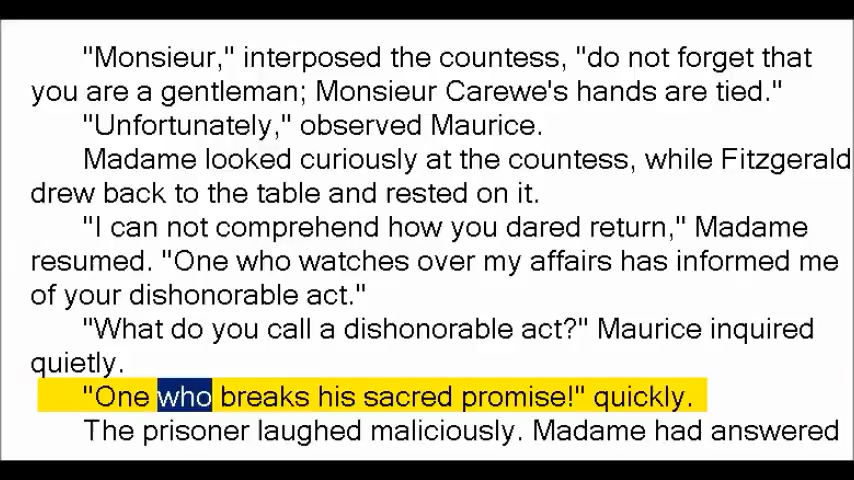 "Monsieur," interposed the countess, "do not forget that
you are a gentleman; Monsieur Carewe's hands are tied."
"Unfortunately," observed Maurice.
Madame looked curiously at the countess, while Fitzgerald
drew back to the table and rested on it.
"I can not comprehend how you dared return," Madame
resumed. "One who watches over my affairs has informed me
of your dishonorable act."
"What do you call a dishonorable act?" Maurice inquired
quietly.
"One who breaks his sacred promise!" quickly.
The prisoner laughed maliciously. Madame had answered